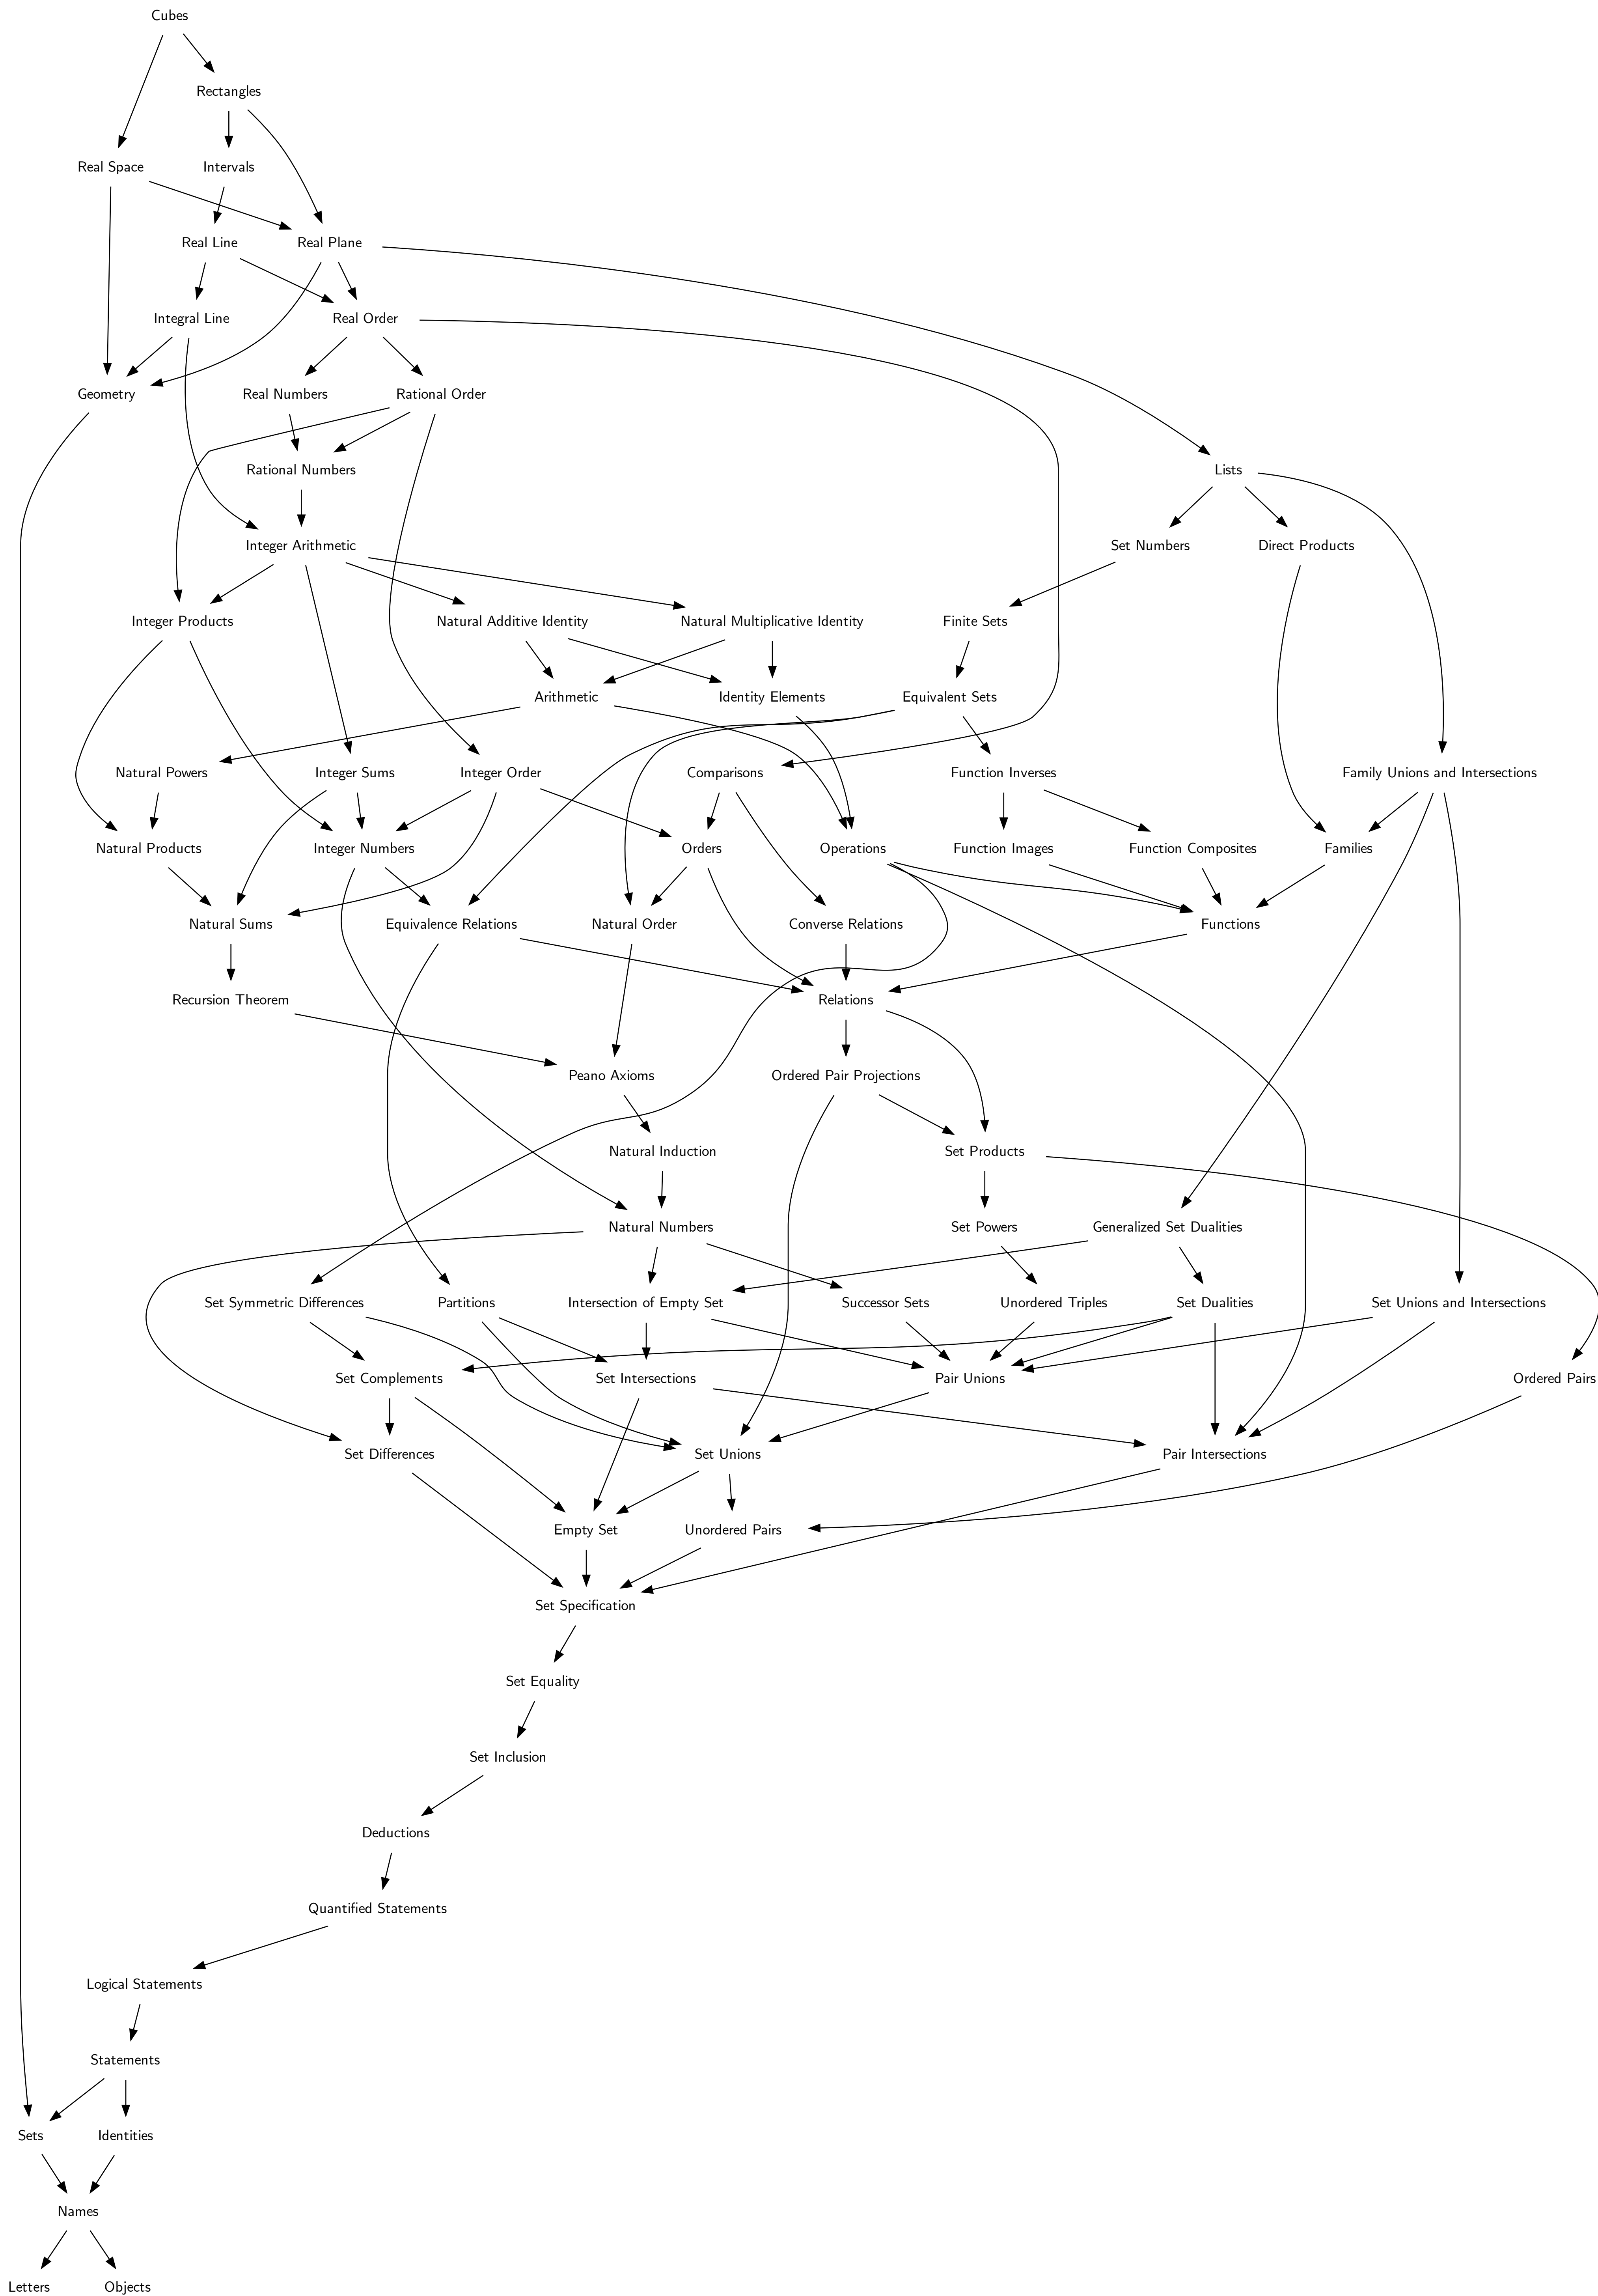 Cubes
Rectangles
Real Space
Intervals
Real Line
Real Plane
Integral Line
Real Order
Geometry
Real Numbers
Rational Order
Rational Numbers
Lists
Integer Arithmetic
Set Numbers
Direct Products
Integer Products
Natural Additive Identity
Natural Multiplicative Identity
Finite Sets
Arithmetic
Identity Elements
Equivalent Sets
Natural Powers
Integer Sums
Integer Order
Comparisons
Function Inverses
Family Unions and Intersections
Natural Products
Integer Numbers
Orders
Operations
Function Images
Function Composites
Families
Natural Sums
Equivalence Relations
Natural Order
Converse Relations
Functions
Recursion Theorem
Relations
Peano Axioms
Ordered Pair Projections
Natural Induction
Set Products
Natural Numbers
Set Powers
Generalized Set Dualities
Set Symmetric Differences
Partitions
Intersection of Empty Set
Successor Sets
Unordered Triples
Set Dualities
Set Unions and Intersections
Set Complements
Set Intersections
Pair Unions
Ordered Pairs
Set Differences
Set Unions
Pair Intersections
Empty Set
Unordered Pairs
Set Specification
Set Equality
Set Inclusion
Deductions
Quantified Statements
Logical Statements
Statements
Sets
Identities
Names
Letters
Objects